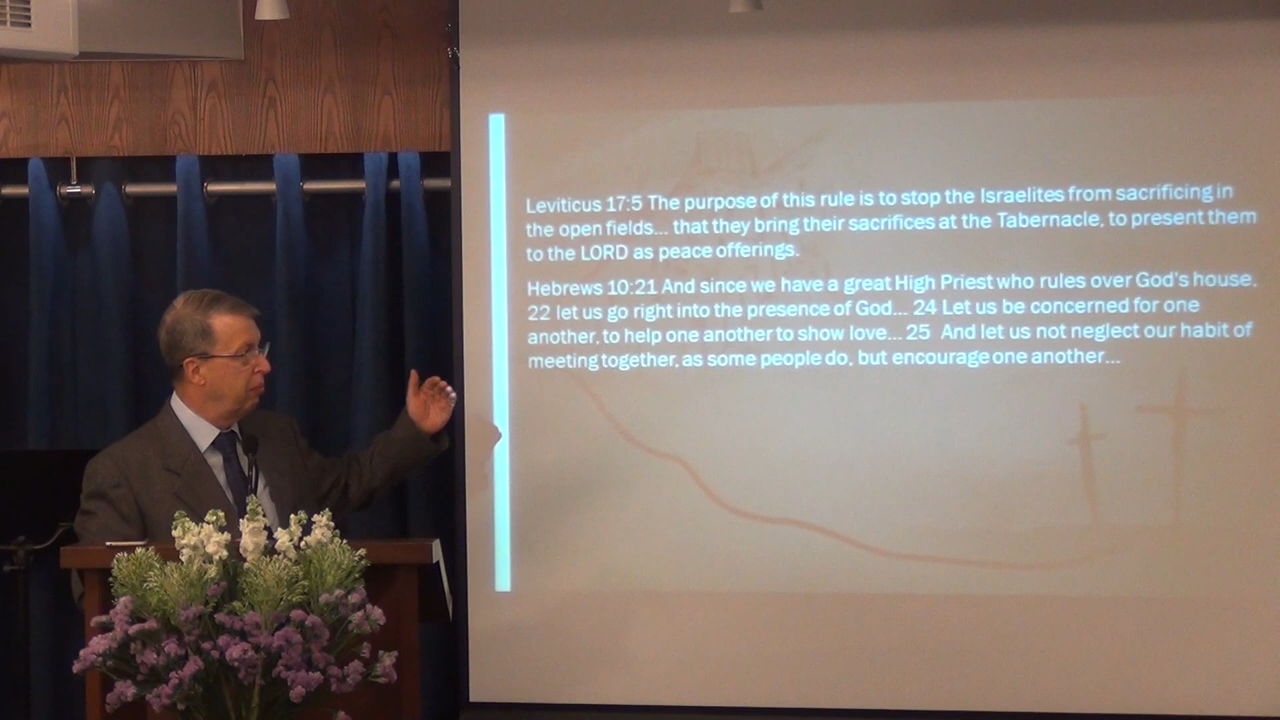 Leviticus 17:5 The purpose of this rule is to stop the Israelites from sacrificing in
the open fields... that they bring their sacrifices at the Tabernacle, to present them
to the LORD as peace offerings.
Hebrews 10:21 And since we have a great High Priest who rules over God's house,
22 let us go right into the presence of God... 24 Let us be concerned for one
another, to help one another to show love... 25 And let us not neglect our habit of
meeting together, as some people do, but encourage one another...